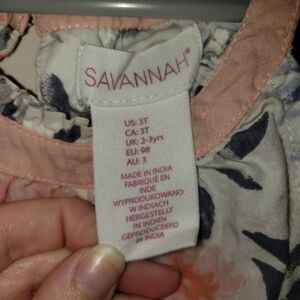 SAVANNAH®
US: 3T
CA: 3T
UK: 2-3yrs
EU: 98
AU: 3
MADE IN INDIA
FABRIQUÉ EN
INDE
WYPRODUKOWANO
W INDIACH
HERGESTELLT
IN INDIEN
GEPRODUCEERD
IN INDIA